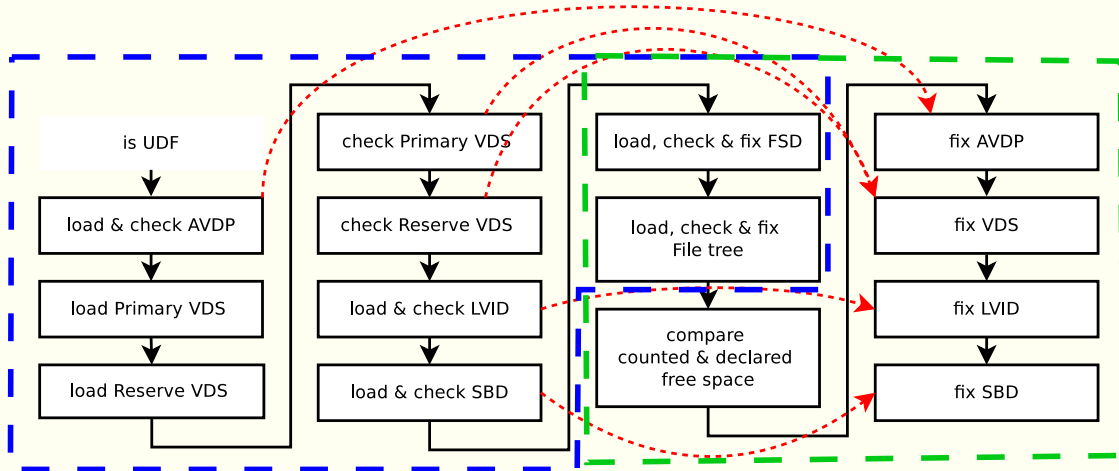 is UDF
load & check AVDP
load Primary VDS
load Reserve VDS
check Primary VDS
check Reserve VDS
load & check LVID
load & check SBD
load, check & fix FSD
load, check & fix
File tree
compare
counted & declared
free space
fix AVDP
fix VDS
fix LVID
fix SBD